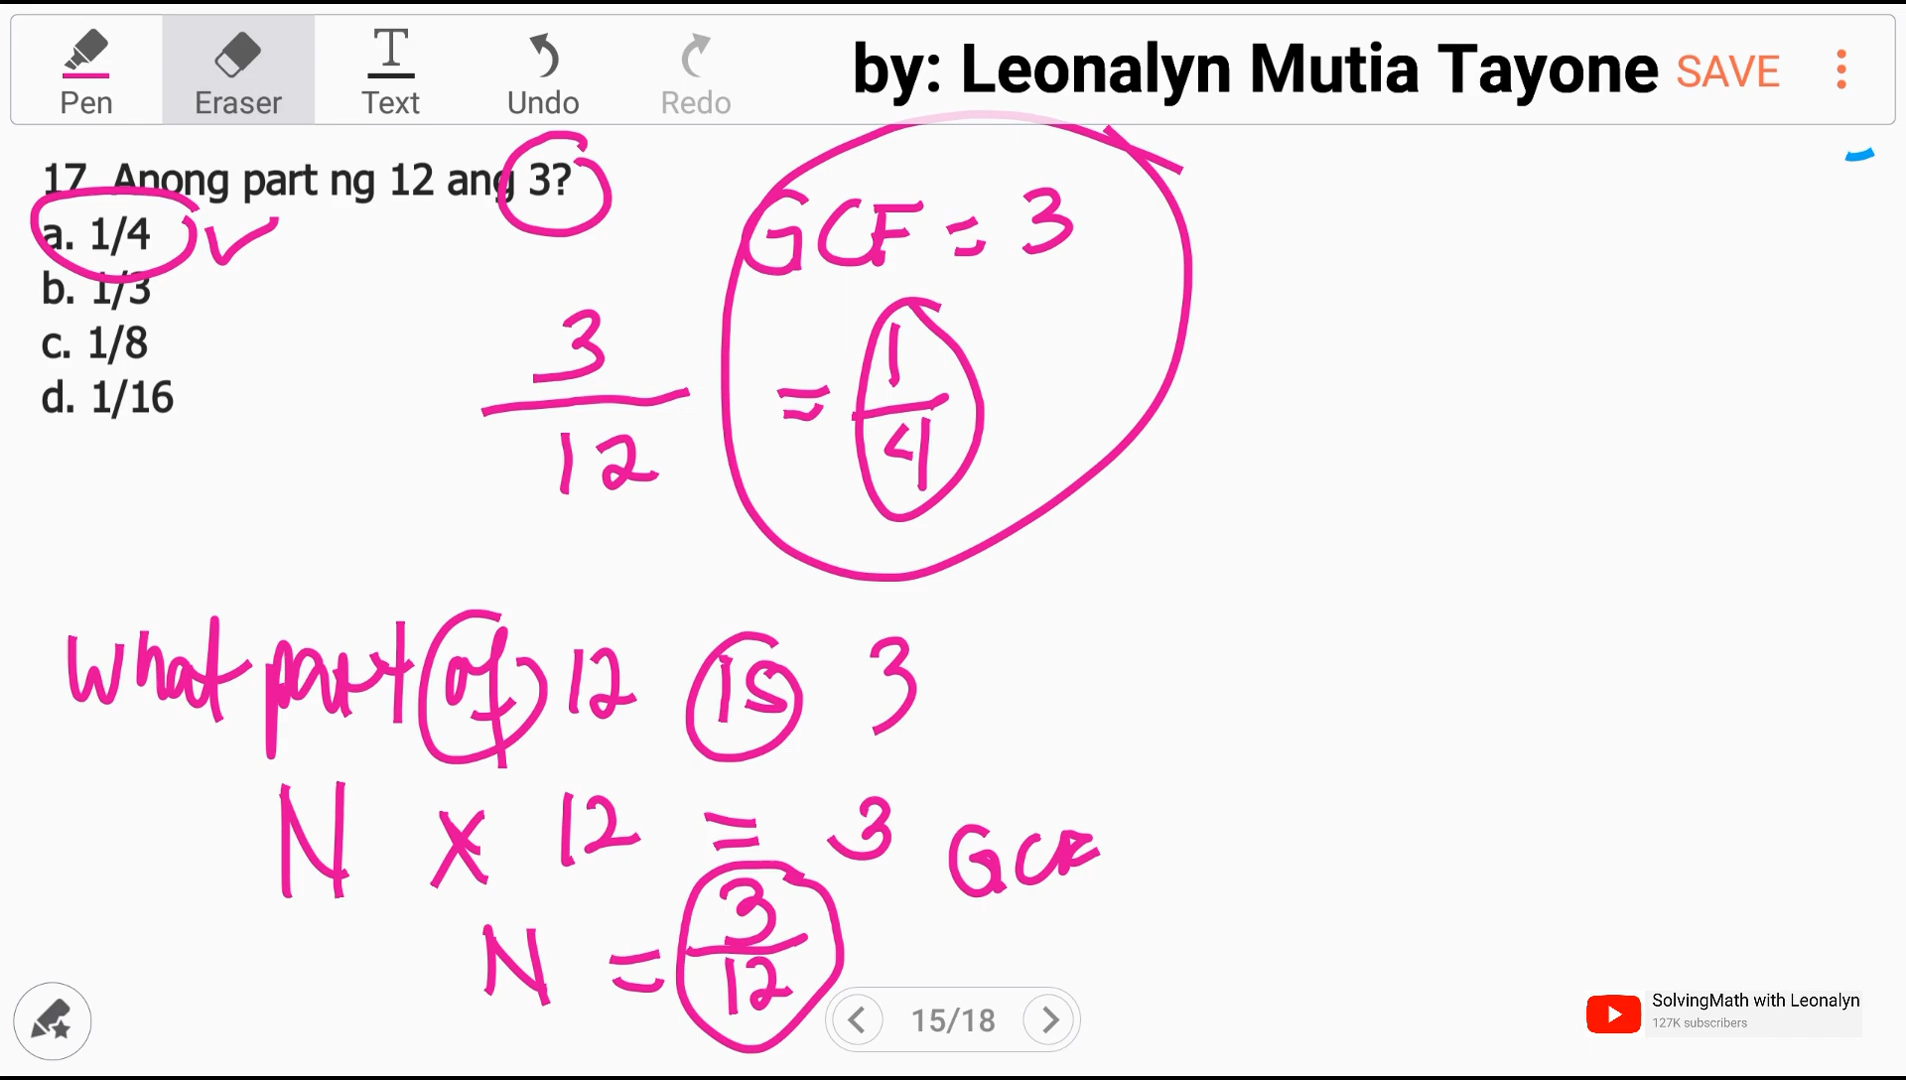 Pen
Eraser
Text
Undo
Redo
by: Leonalyn Mutia Tayone
SAVE
17. Anong part ng 12 ang 3?
a. 1/4
b. 1/3
c. 1/8
d. 1/16
GCF = 3
3/12 = 1/4
What part of 12 is 3
N x 12 = 3 GCF
N = 3/12
15/18
SolvingMath with Leonalyn
127K subscribers